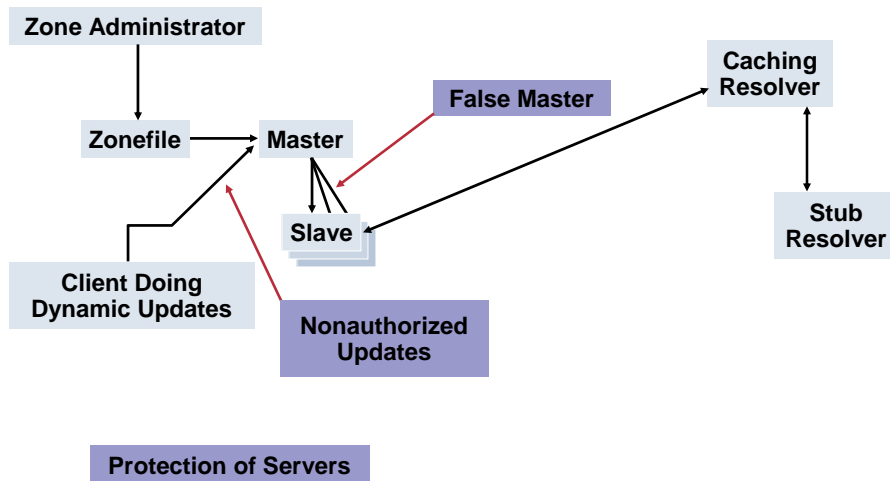 Zone Administrator
Caching
Resolver
False Master
Zonefile
Master
Slave
Stub
Resolver
Client Doing
Dynamic Updates
Nonauthorized
Updates
Protection of Servers